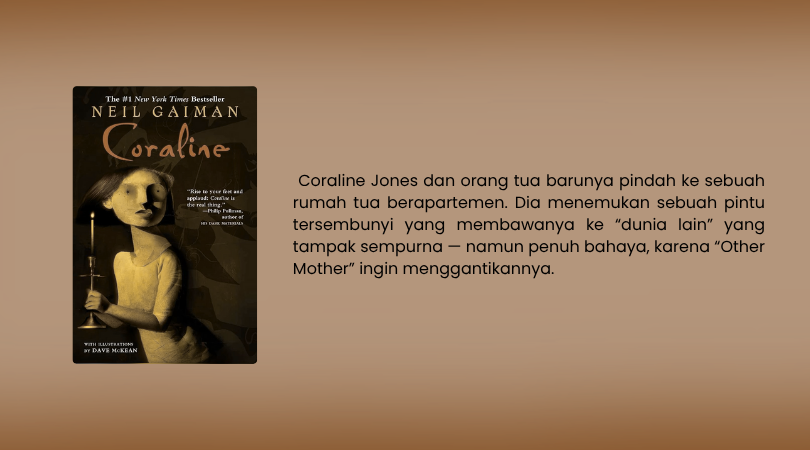 The #1 New York Times Bestseller
NEIL GAIMAN
Coraline
"Rise to your feet and
applaud: Coraline is
the real thing."
—Philip Pullman,
author of
HIS DARK MATERIALS
WITH ILLUSTRATIONS
BY DAVE McKEAN
Coraline Jones dan orang tua barunya pindah ke sebuah
rumah tua berapartemen. Dia menemukan sebuah pintu
tersembunyi yang membawanya ke “dunia lain” yang
tampak sempurna — namun penuh bahaya, karena “Other
Mother” ingin menggantikannya.